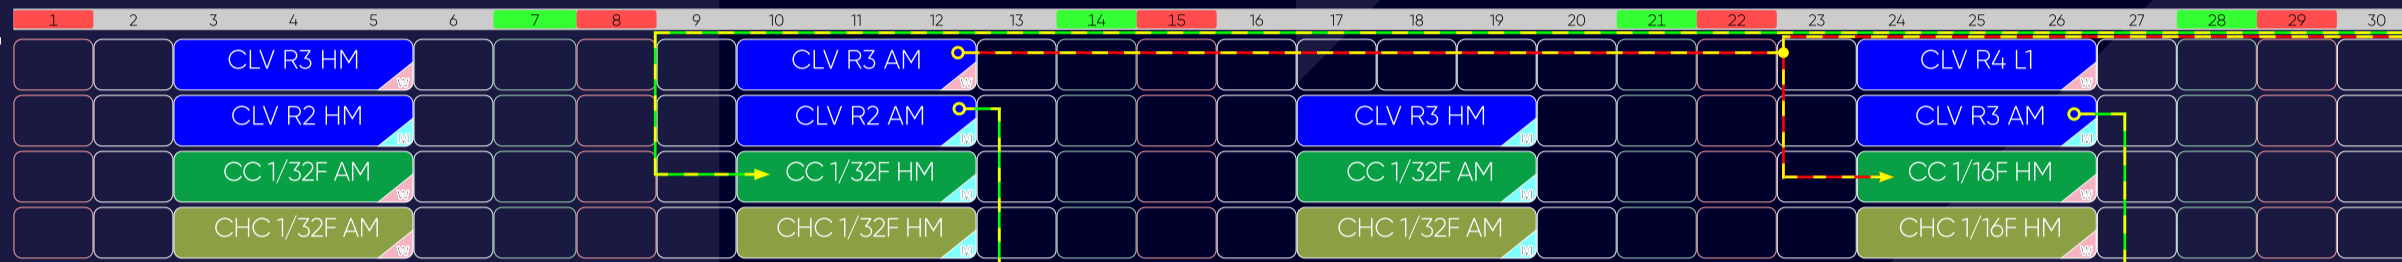 1 2 3 4 5 6 7 8 9 10 11 12 13 14 15 16 17 18 19 20 21 22 23 24 25 26 27 28 29 30
CLV R3 HM W CLV R3 AM W CLV R4 L1 W
CLV R2 HM M CLV R2 AM M CLV R3 HM M CLV R3 AM M
CC 1/32F AM W CC 1/32F HM M CC 1/32F AM M CC 1/16F HM W
CHC 1/32F AM W CHC 1/32F HM M CHC 1/32F AM M CHC 1/16F HM W